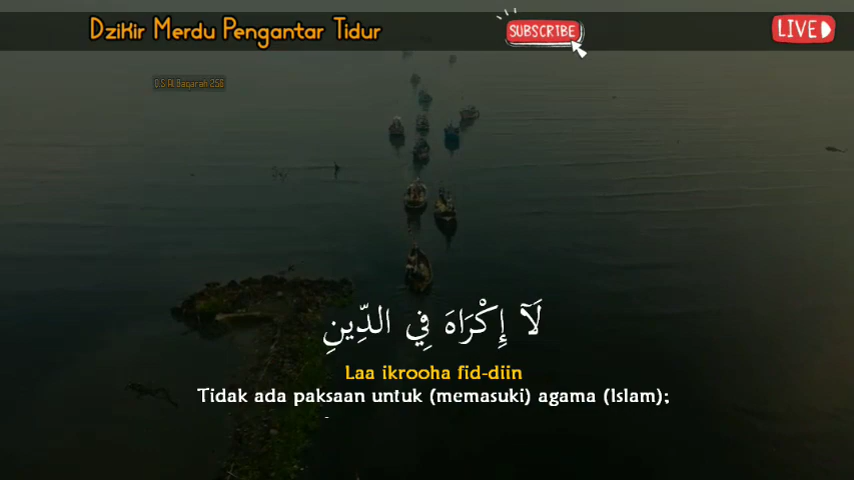 Dzikir Merdu Pengantar Tidur
SUBSCRIBE
LIVE
Q.S Al Baqarah 256
لَآ إِكْرَاهَ فِي الدِّينِ
Laa ikrooha fid-diin
Tidak ada paksaan untuk (memasuki) agama (Islam);